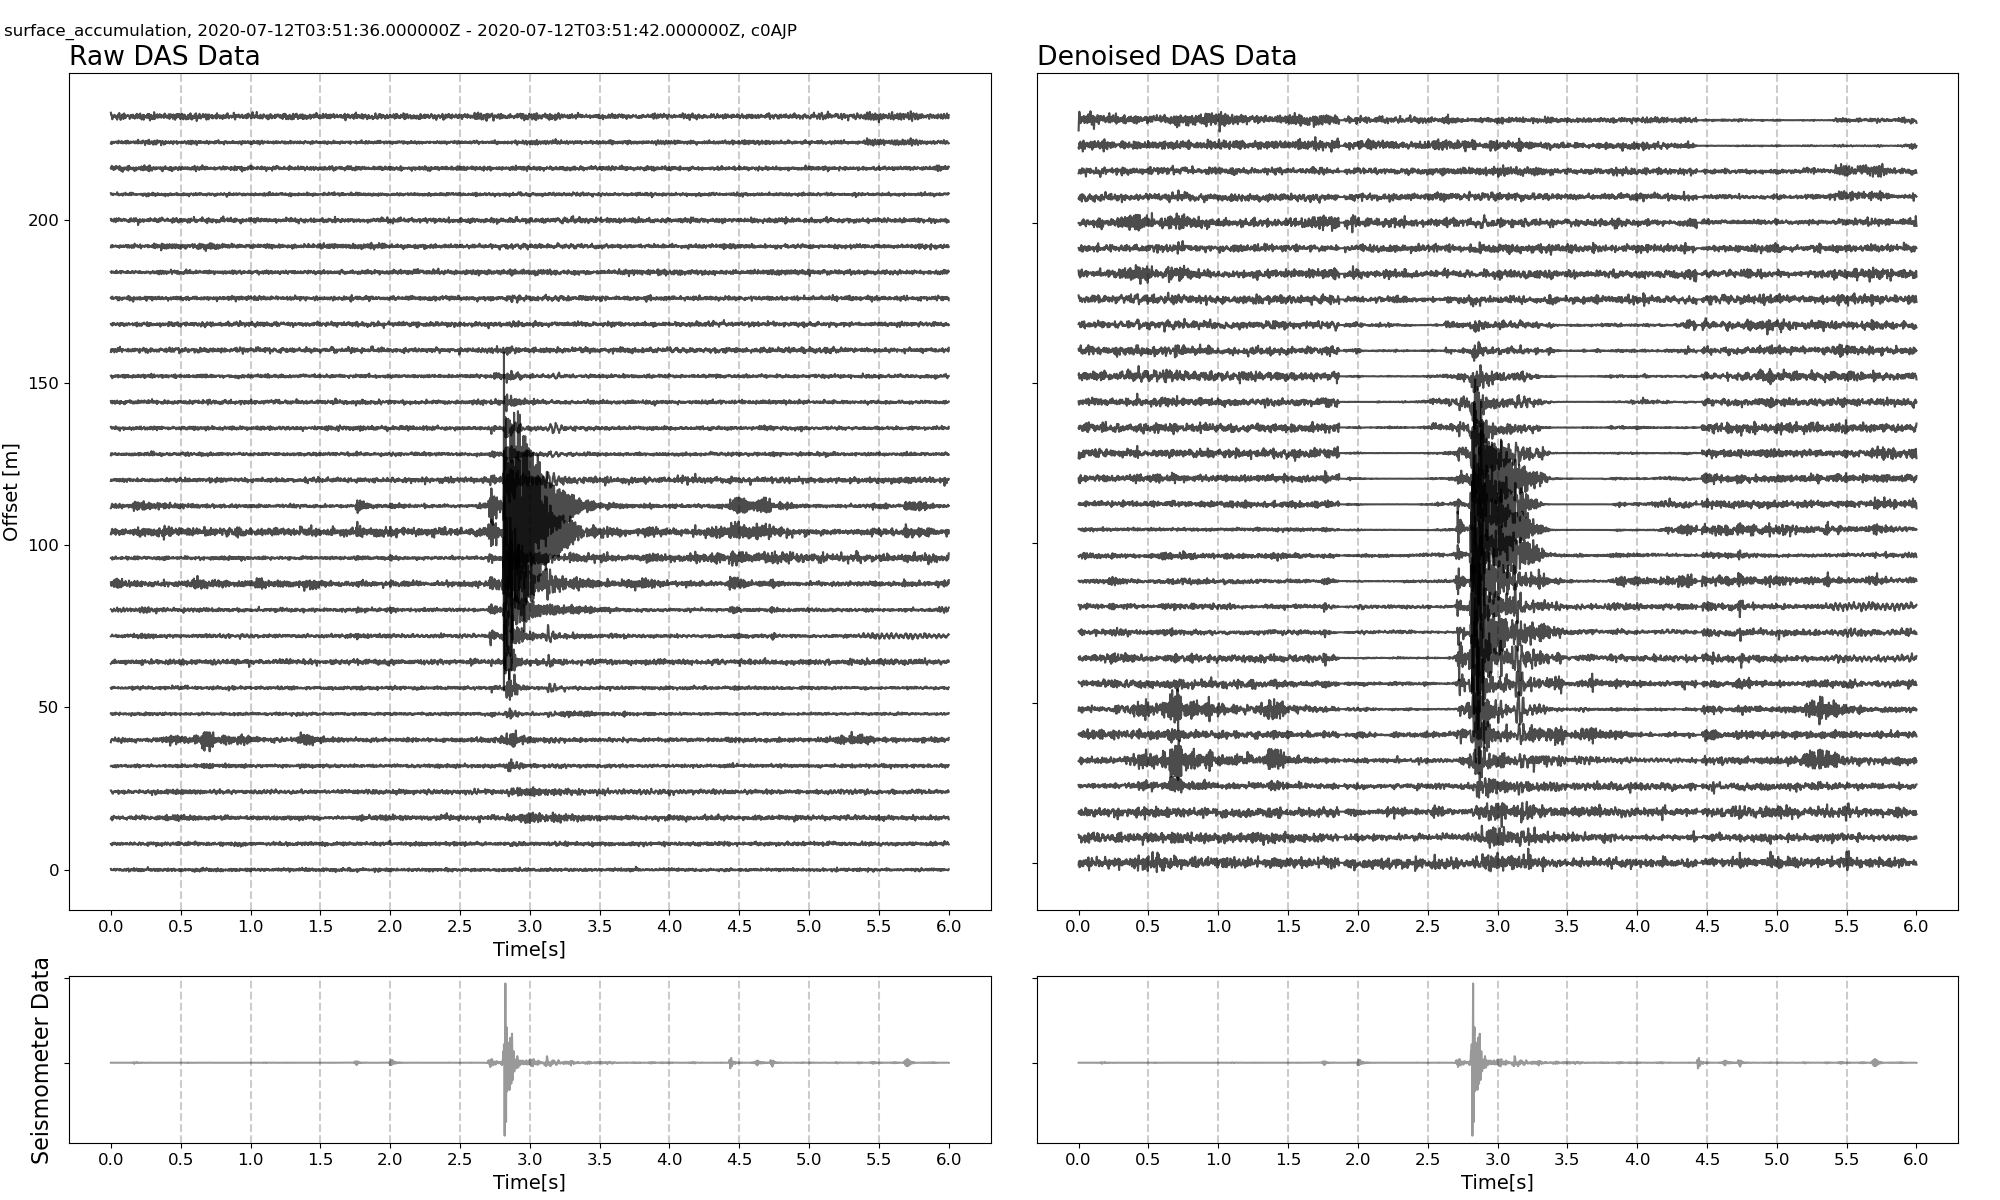 surface_accumulation, 2020-07-12T03:51:36.000000Z - 2020-07-12T03:51:42.000000Z, c0AJP
Raw DAS Data
Denoised DAS Data
Offset [m]
200
150
100
50
0
0.0 0.5 1.0 1.5 2.0 2.5 3.0 3.5 4.0 4.5 5.0 5.5 6.0
Time[s]
0.0 0.5 1.0 1.5 2.0 2.5 3.0 3.5 4.0 4.5 5.0 5.5 6.0
Seismometer Data
0.0 0.5 1.0 1.5 2.0 2.5 3.0 3.5 4.0 4.5 5.0 5.5 6.0
Time[s]
0.0 0.5 1.0 1.5 2.0 2.5 3.0 3.5 4.0 4.5 5.0 5.5 6.0
Time[s]